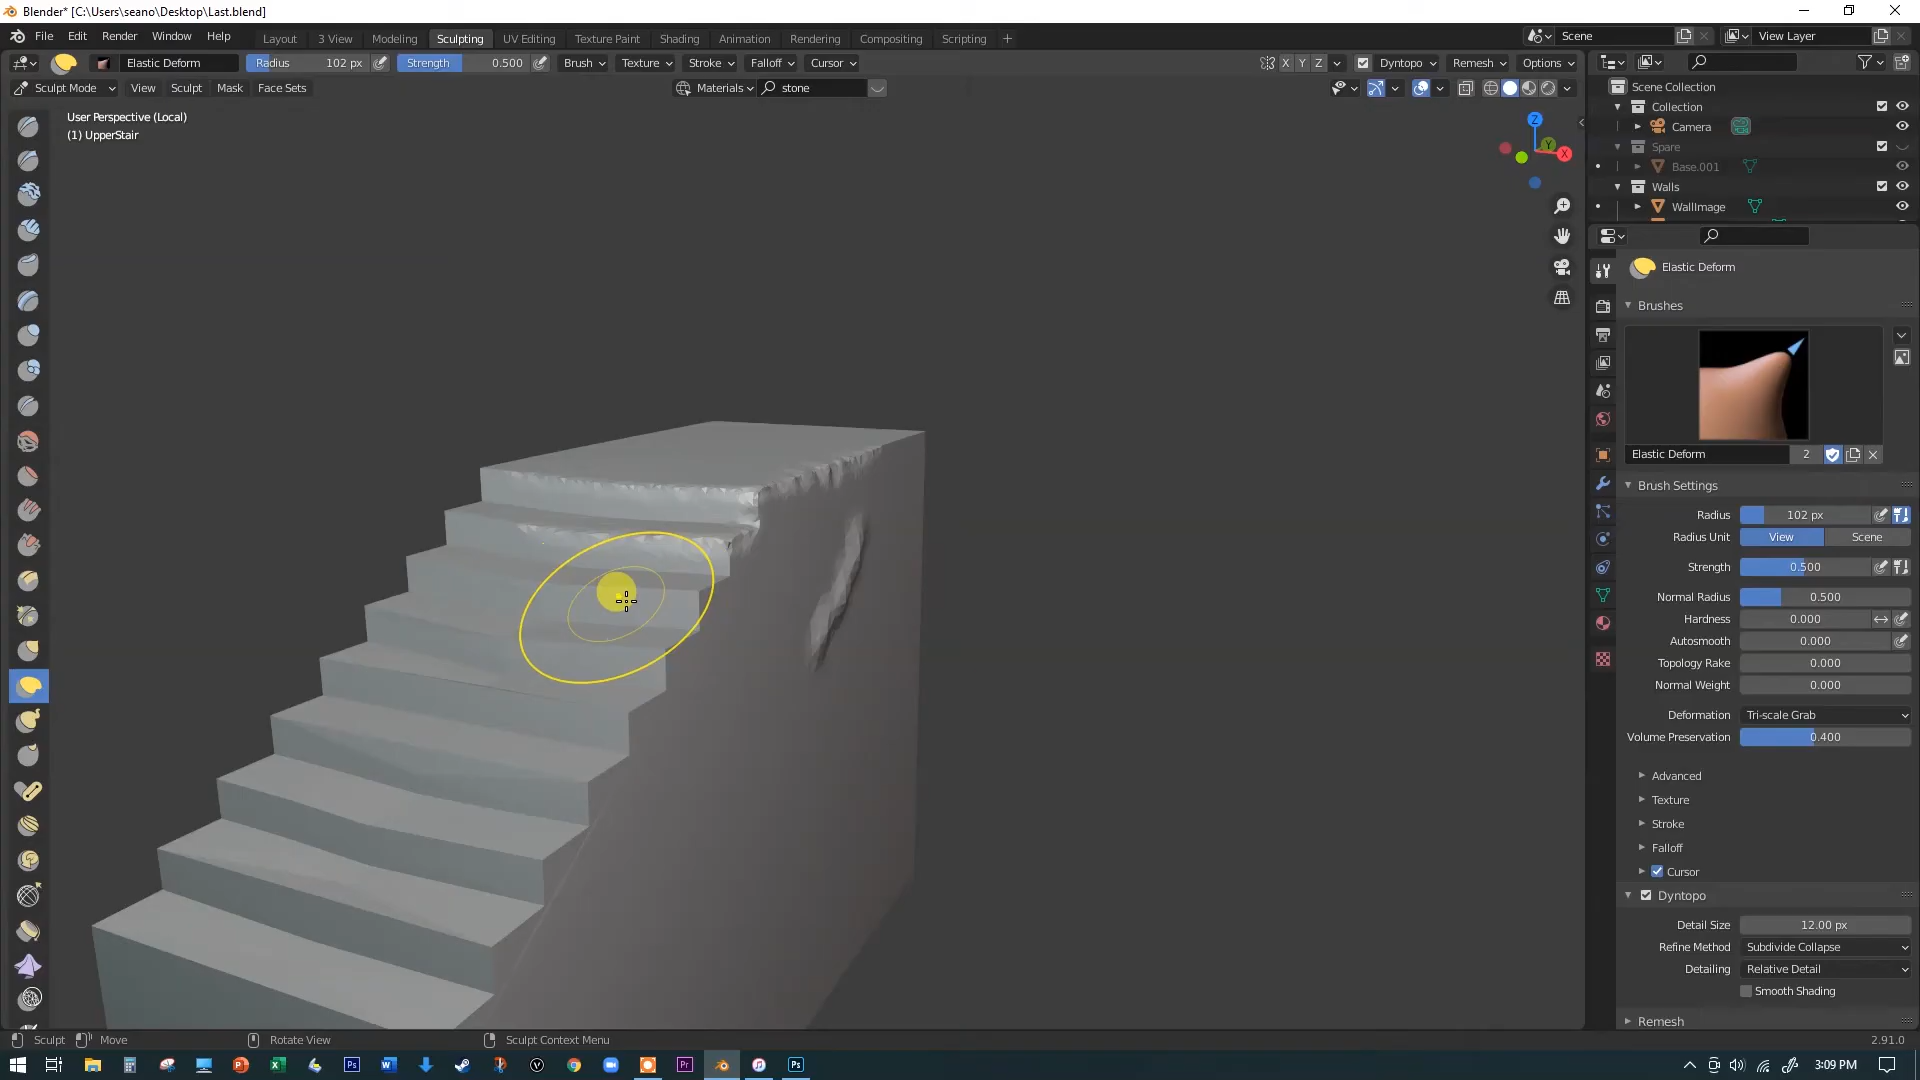 Blender* [C:\Users\seano\Desktop\Last.blend]
File Edit Render Window Help Layout 3 View Modeling Sculpting UV Editing Texture Paint Shading Animation Rendering Compositing Scripting + Scene View Layer
Elastic Deform Radius 102 px Strength 0.500 Brush Texture Stroke Falloff Cursor X Y Z Dyntopo Remesh Options
Sculpt Mode View Sculpt Mask Face Sets Materials stone
User Perspective (Local)
(1) UpperStair
Z
Y
X
Scene Collection
Collection
Camera
Spare
Base.001
Walls
WallImage
Elastic Deform
Brushes
Elastic Deform 2
Brush Settings
Radius 102 px
Radius Unit View Scene
Strength 0.500
Normal Radius 0.500
Hardness 0.000
Autosmooth 0.000
Topology Rake 0.000
Normal Weight 0.000
Deformation Tri-scale Grab
Volume Preservation 0.400
Advanced
Texture
Stroke
Falloff
Cursor
Dyntopo
Detail Size 12.00 px
Refine Method Subdivide Collapse
Detailing Relative Detail
Smooth Shading
Remesh
Sculpt Move Rotate View Sculpt Context Menu 2.91.0
3:09 PM